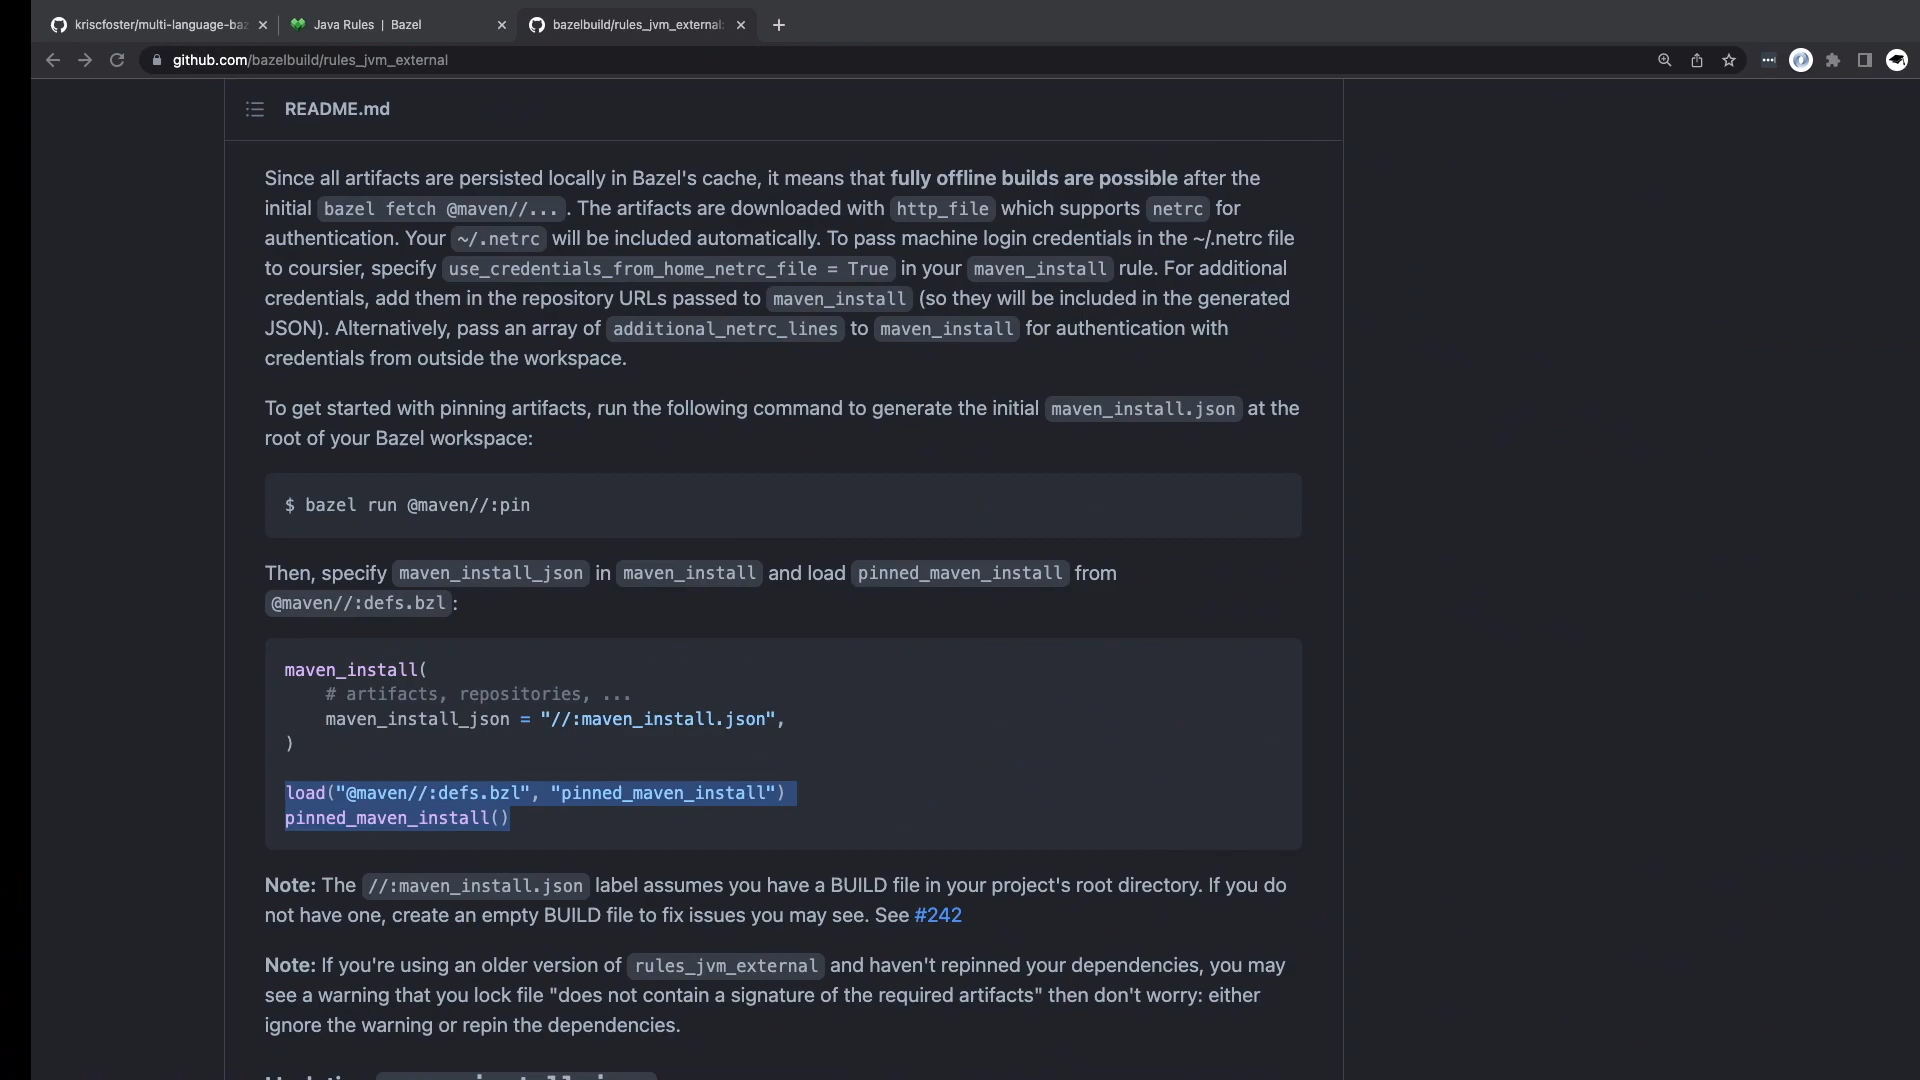 kriscfoster/multi-language-baz
Java Rules | Bazel
bazelbuild/rules_jvm_external:
github.com/bazelbuild/rules_jvm_external
README.md
Since all artifacts are persisted locally in Bazel's cache, it means that fully offline builds are possible after the
initial bazel fetch @maven//... . The artifacts are downloaded with http_file which supports netrc for
authentication. Your ~/.netrc will be included automatically. To pass machine login credentials in the ~/.netrc file
to coursier, specify use_credentials_from_home_netrc_file = True in your maven_install rule. For additional
credentials, add them in the repository URLs passed to maven_install (so they will be included in the generated
JSON). Alternatively, pass an array of additional_netrc_lines to maven_install for authentication with
credentials from outside the workspace.
To get started with pinning artifacts, run the following command to generate the initial maven_install.json at the
root of your Bazel workspace:
$ bazel run @maven//:pin
Then, specify maven_install_json in maven_install and load pinned_maven_install from
@maven//:defs.bzl :
maven_install(
    # artifacts, repositories, ...
    maven_install_json = "//:maven_install.json",
)
load("@maven//:defs.bzl", "pinned_maven_install")
pinned_maven_install()
Note: The //:maven_install.json label assumes you have a BUILD file in your project's root directory. If you do
not have one, create an empty BUILD file to fix issues you may see. See #242
Note: If you're using an older version of rules_jvm_external and haven't repinned your dependencies, you may
see a warning that you lock file "does not contain a signature of the required artifacts" then don't worry: either
ignore the warning or repin the dependencies.